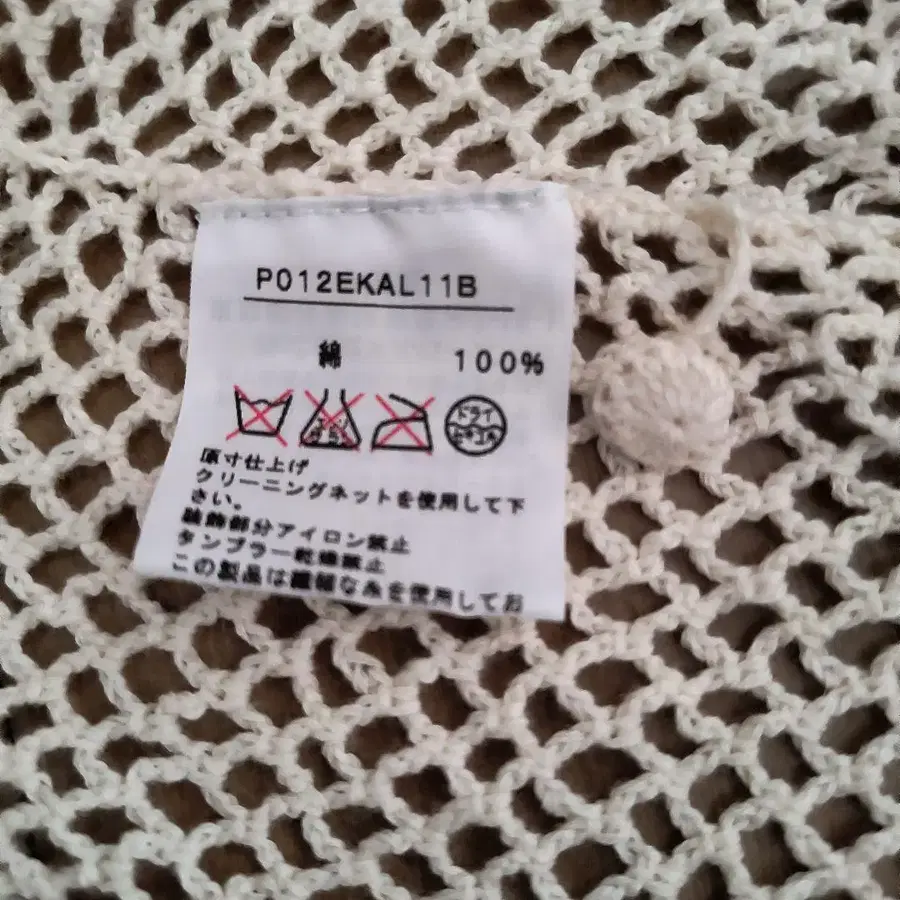 P012EKAL11B
綿 100%
ドライ
セキユ系
原寸仕上げ
クリーニングネットを使用して下
さい。
装飾部分アイロン禁止
タンブラー乾燥禁止
この製品は繊細な糸を使用してお